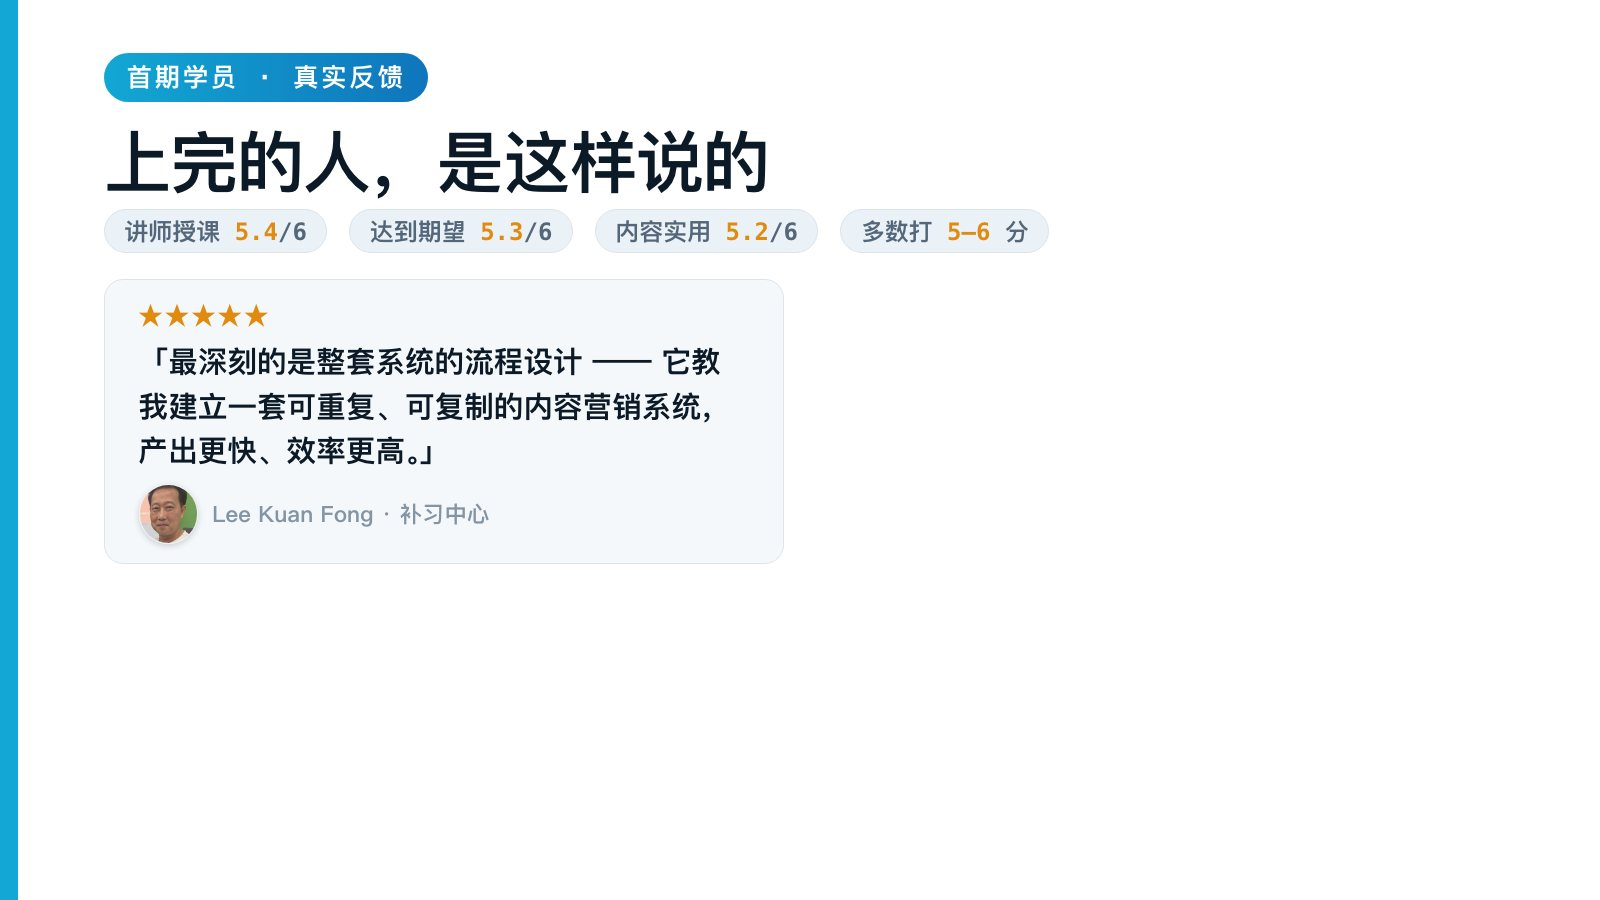 首期学员 · 真实反馈
上完的人，是这样说的
讲师授课 5.4/6 达到期望 5.3/6 内容实用 5.2/6 多数打 5–6 分
★★★★★
「最深刻的是整套系统的流程设计 —— 它教
我建立一套可重复、可复制的内容营销系统，
产出更快、效率更高。」
Lee Kuan Fong · 补习中心